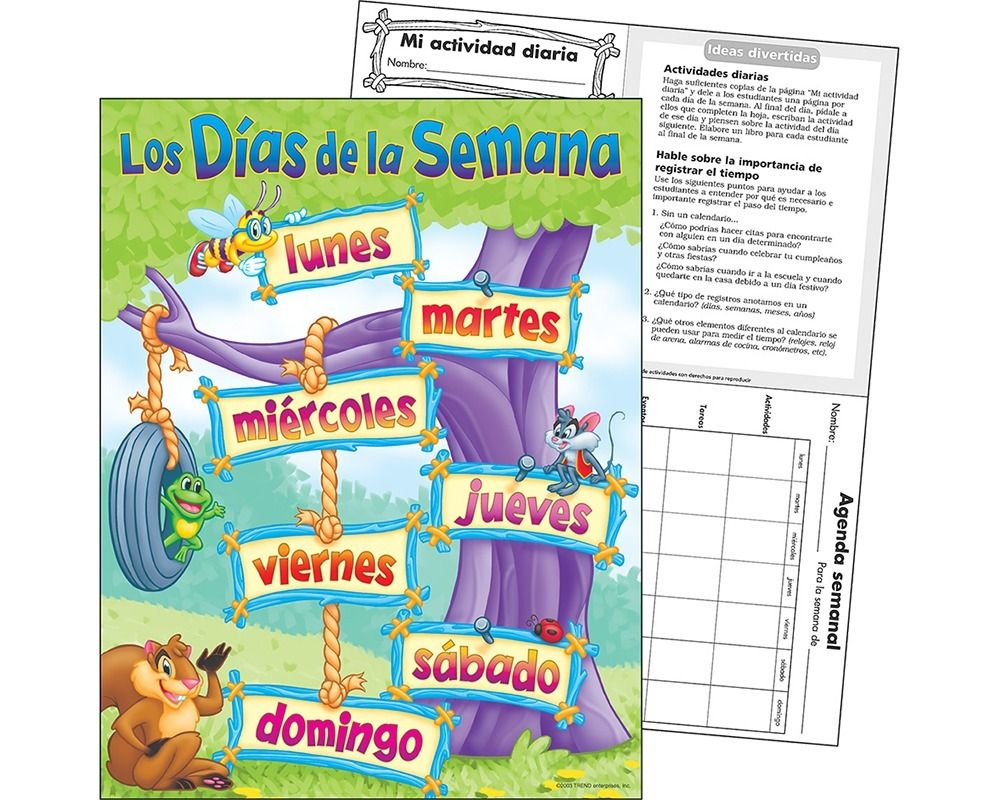 Los Días de la Semana
lunes
martes
miércoles
jueves
viernes
sábado
domingo
©2003 TREND enterprises, Inc.
Mi actividad diaria
Nombre:
Ideas divertidas
Actividades diarias
Haga suficientes copias de la página "Mi actividad
diaria" y dele a los estudiantes una página por
cada día de la semana. Al final del día, pídale a
ellos que completen la hoja, escriban la actividad
de ese día y piensen sobre la actividad del día
siguiente. Elabore un libro para cada estudiante
al final de la semana.
Hable sobre la importancia de
registrar el tiempo
Use los siguientes puntos para ayudar a los
estudiantes a entender por qué es necesario e
importante registrar el paso del tiempo.
1. Sin un calendario...
¿Cómo podrías hacer citas para encontrarte
con alguien en un día determinado?
¿Cómo sabrías cuando celebrar tu cumpleaños
y otras fiestas?
¿Cómo sabrías cuando ir a la escuela y cuando
quedarte en la casa debido a un día festivo?
2. ¿Qué tipo de registros anotamos en un
calendario? (días, semanas, meses, años)
3. ¿Qué otros elementos diferentes al calendario se
pueden usar para medir el tiempo? (relojes, reloj
de arena, alarmas de cocina, cronómetros, etc).
de actividades son derechos para reproducir
Agenda semanal
Nombre:
Para la semana de
lunes
martes
miércoles
jueves
viernes
sábado
domingo
Actividades
Tareas
Eventos